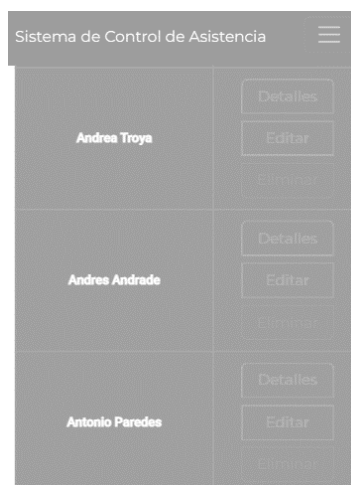 Sistema de Control de Asistencia
Detalles
Andrea Troya
Editar
Eliminar
Detalles
Andres Andrade
Editar
Eliminar
Detalles
Antonio Paredes
Editar
Eliminar